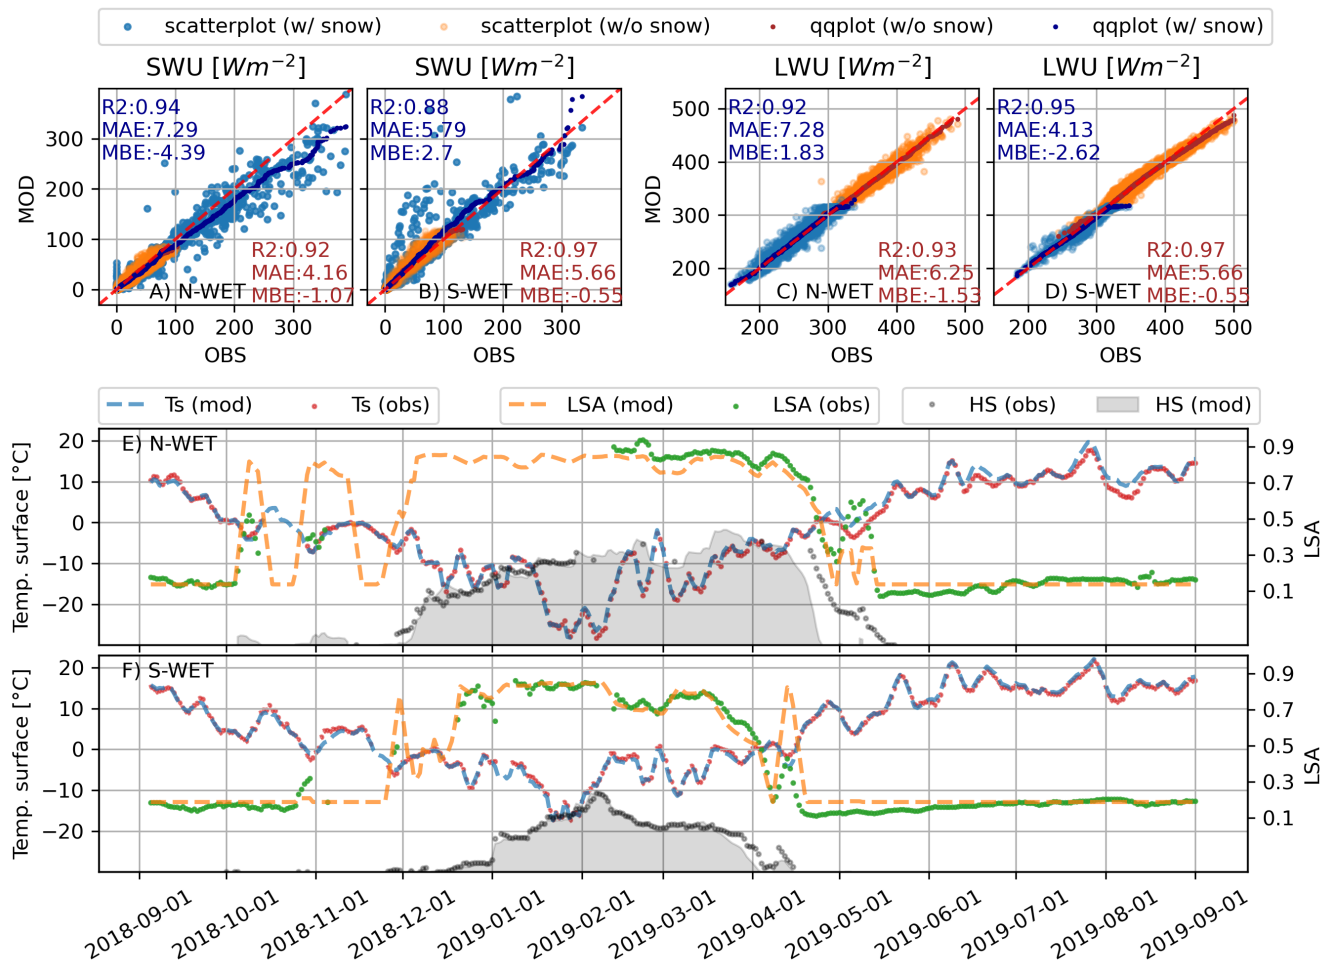 scatterplot (w/ snow) scatterplot (w/o snow) qqplot (w/o snow) qqplot (w/ snow)
SWU [Wm⁻²] SWU [Wm⁻²] LWU [Wm⁻²] LWU [Wm⁻²]
R2:0.94
MAE:7.29
MBE:-4.39
R2:0.92
MAE:4.16
MBE:-1.07
A) N-WET
MOD
300
200
100
0
0 100 200 300
OBS
R2:0.88
MAE:5.79
MBE:2.7
R2:0.97
MAE:5.66
MBE:-0.55
B) S-WET
0 100 200 300
OBS
R2:0.92
MAE:7.28
MBE:1.83
R2:0.93
MAE:6.25
MBE:-1.53
C) N-WET
MOD
500
400
300
200
200 300 400 500
OBS
R2:0.95
MAE:4.13
MBE:-2.62
R2:0.97
MAE:5.66
MBE:-0.55
D) S-WET
200 300 400 500
OBS
Ts (mod) Ts (obs) LSA (mod) LSA (obs) HS (obs) HS (mod)
E) N-WET
Temp. surface [°C]
20
10
0
−10
−20
0.9
0.7
0.5
0.3
0.1
LSA
F) S-WET
Temp. surface [°C]
20
10
0
−10
−20
0.9
0.7
0.5
0.3
0.1
LSA
2018-09-01 2018-10-01 2018-11-01 2018-12-01 2019-01-01 2019-02-01 2019-03-01 2019-04-01 2019-05-01 2019-06-01 2019-07-01 2019-08-01 2019-09-01